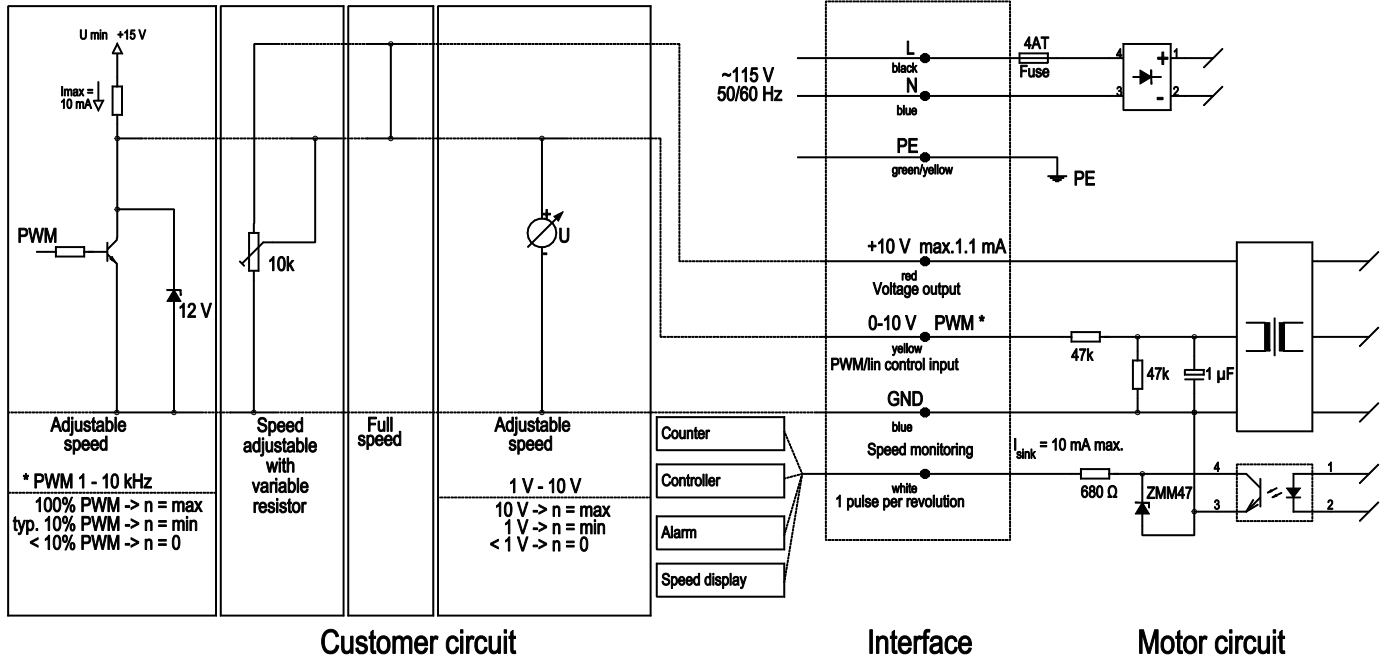 U min +15 V
Imax =
10 mA
PWM
12 V
Adjustable
speed
* PWM 1 - 10 kHz
100% PWM -> n = max
typ. 10% PWM -> n = min
< 10% PWM -> n = 0
10k
Speed
adjustable
with
variable
resistor
Full
speed
+
U
-
Adjustable
speed
1 V - 10 V
10 V -> n = max
1 V -> n = min
< 1 V -> n = 0
Counter
Controller
Alarm
Speed display
~115 V
50/60 Hz
L
black
N
blue
PE
green/yellow
+10 V max.1.1 mA
red
Voltage output
0-10 V PWM *
yellow
PWM/lin control input
GND
blue
Speed monitoring
white
1 pulse per revolution
4AT
Fuse
4 + 1
3 - 2
PE
47k
47k
1 µF
Isink = 10 mA max.
680 Ω
ZMM47
4 1
3 2
Customer circuit
Interface
Motor circuit